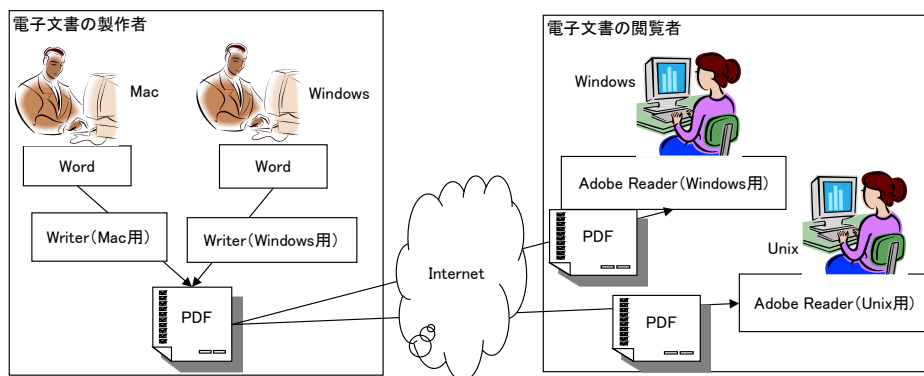 電子文書の製作者
Mac
Windows
Word
Word
Writer(Mac用)
Writer(Windows用)
PDF
Internet
電子文書の閲覧者
Windows
Adobe Reader(Windows用)
PDF
Unix
Adobe Reader(Unix用)
PDF